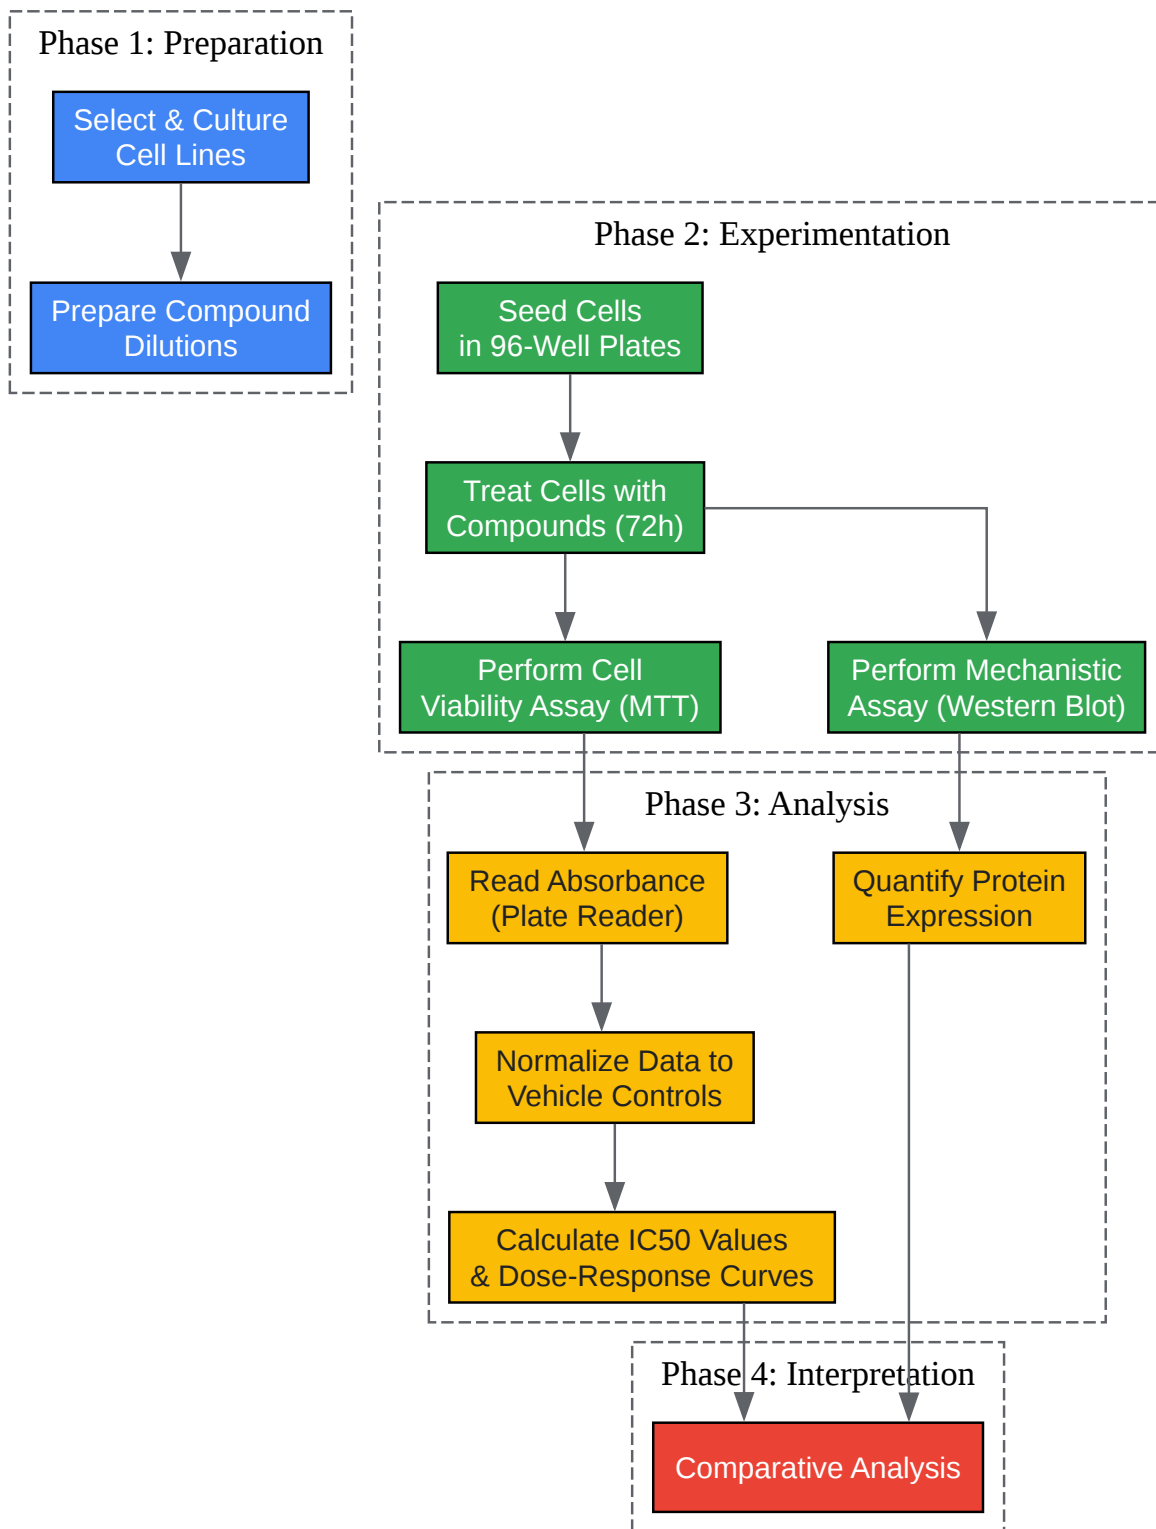 Phase 1: Preparation
Select & Culture
Cell Lines
Prepare Compound
Dilutions
Phase 2: Experimentation
Seed Cells
in 96-Well Plates
Treat Cells with
Compounds (72h)
Perform Cell
Viability Assay (MTT)
Perform Mechanistic
Assay (Western Blot)
Phase 3: Analysis
Read Absorbance
(Plate Reader)
Quantify Protein
Expression
Normalize Data to
Vehicle Controls
Calculate IC50 Values
& Dose-Response Curves
Phase 4: Interpretation
Comparative Analysis